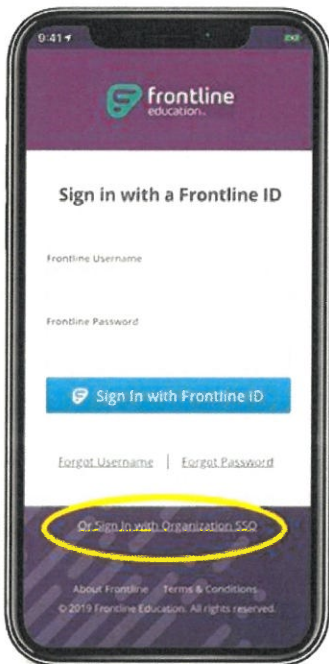 9:41
frontline
education™
Sign in with a Frontline ID
Frontline Username
Frontline Password
Sign In with Frontline ID
Forgot Username | Forgot Password
Or Sign In with Organization SSO
About Frontline Terms & Conditions
© 2019 Frontline Education. All rights reserved.